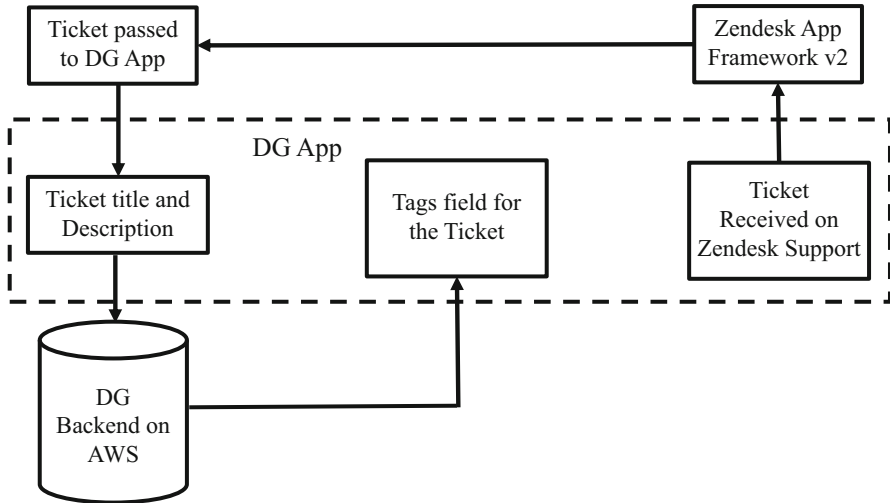 Ticket passed
to DG App
Zendesk App
Framework v2
DG App
Ticket title and
Description
Tags field for
the Ticket
Ticket
Received on
Zendesk Support
DG
Backend on
AWS